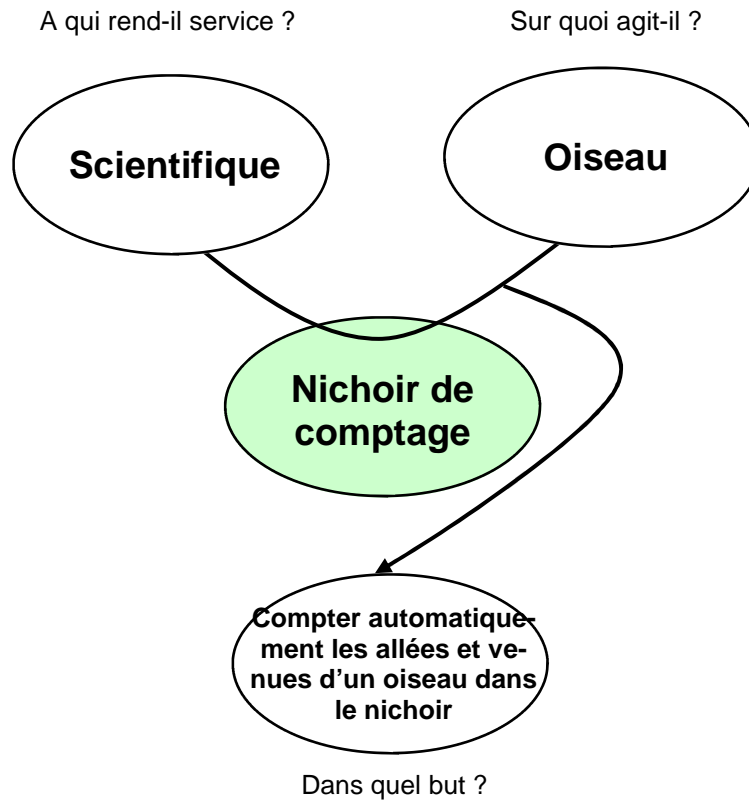 A qui rend-il service ?
Sur quoi agit-il ?
Scientifique
Oiseau
Nichoir de
comptage
Compter automatique-
ment les allées et ve-
nues d'un oiseau dans
le nichoir
Dans quel but ?